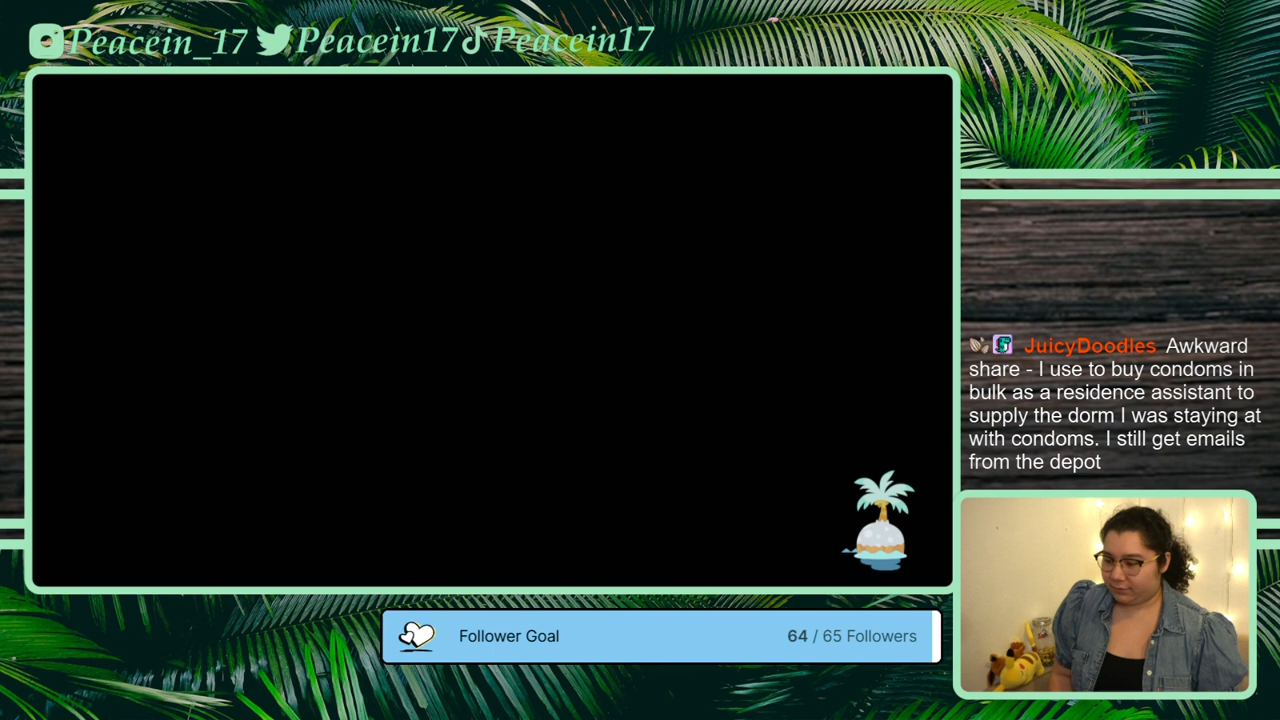 Peacein_17 Peacein17 Peacein17
JuicyDoodles Awkward
share - I use to buy condoms in
bulk as a residence assistant to
supply the dorm I was staying at
with condoms. I still get emails
from the depot
Follower Goal 64 / 65 Followers